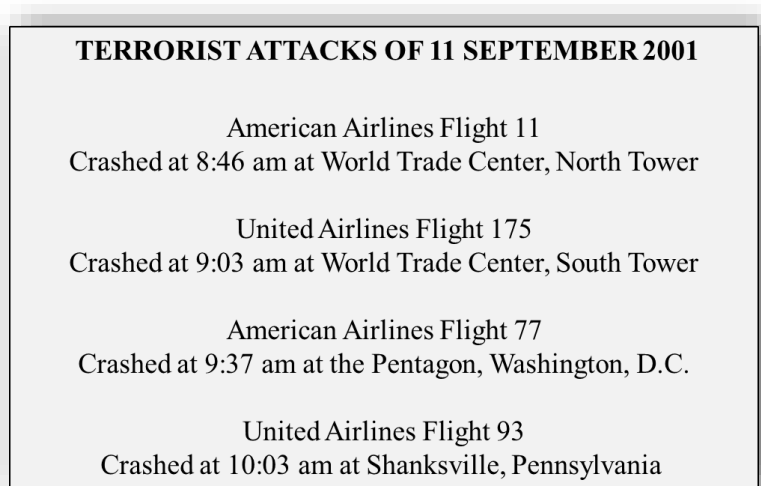 TERRORIST ATTACKS OF 11 SEPTEMBER 2001
American Airlines Flight 11
Crashed at 8:46 am at World Trade Center, North Tower
United Airlines Flight 175
Crashed at 9:03 am at World Trade Center, South Tower
American Airlines Flight 77
Crashed at 9:37 am at the Pentagon, Washington, D.C.
United Airlines Flight 93
Crashed at 10:03 am at Shanksville, Pennsylvania